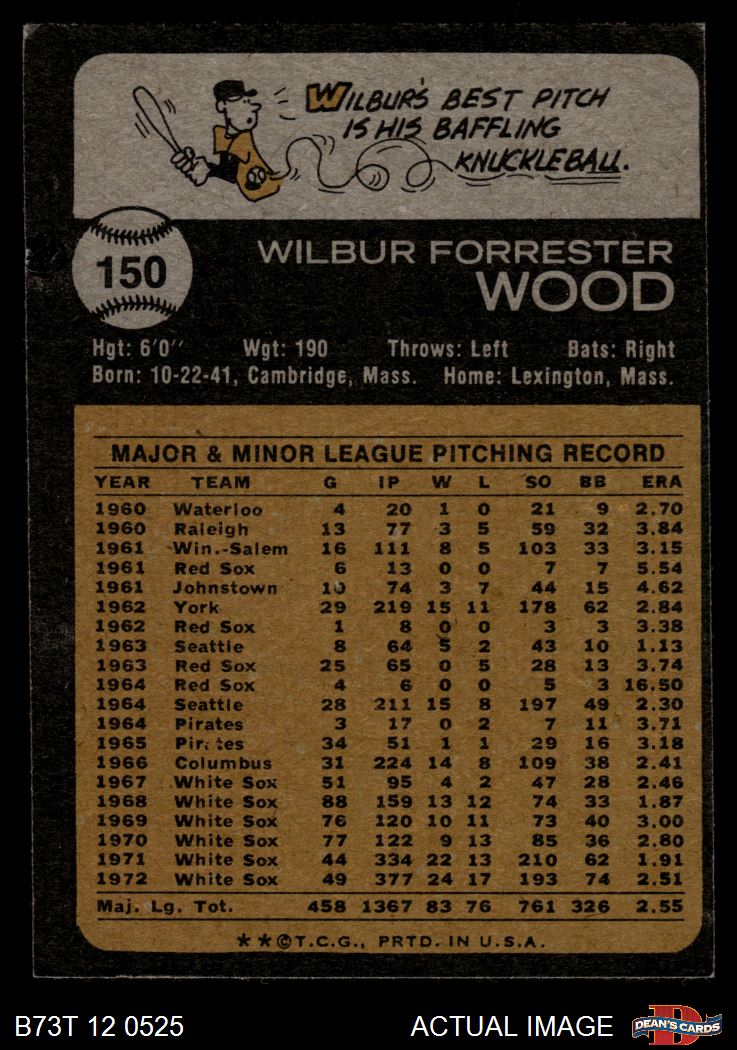 WILBUR'S BEST PITCH
IS HIS BAFFLING
KNUCKLEBALL.
150
WILBUR FORRESTER
WOOD
Hgt: 6'0" Wgt: 190 Throws: Left Bats: Right
Born: 10-22-41, Cambridge, Mass. Home: Lexington, Mass.
MAJOR & MINOR LEAGUE PITCHING RECORD
YEAR TEAM G IP W L SO BB ERA
1960 Waterloo 4 20 1 0 21 9 2.70
1960 Raleigh 13 77 3 5 59 32 3.84
1961 Win.-Salem 16 111 8 5 103 33 3.15
1961 Red Sox 6 13 0 0 7 7 5.54
1961 Johnstown 10 74 3 7 44 15 4.62
1962 York 29 219 15 11 178 62 2.84
1962 Red Sox 1 8 0 0 3 3 3.38
1963 Seattle 8 64 5 2 43 10 1.13
1963 Red Sox 25 65 0 5 28 13 3.74
1964 Red Sox 4 6 0 0 5 3 16.50
1964 Seattle 28 211 15 8 197 49 2.30
1964 Pirates 3 17 0 2 7 11 3.71
1965 Pirates 34 51 1 1 29 16 3.18
1966 Columbus 31 224 14 8 109 38 2.41
1967 White Sox 51 95 4 2 47 28 2.46
1968 White Sox 88 159 13 12 74 33 1.87
1969 White Sox 76 120 10 11 73 40 3.00
1970 White Sox 77 122 9 13 85 36 2.80
1971 White Sox 44 334 22 13 210 62 1.91
1972 White Sox 49 377 24 17 193 74 2.51
Maj. Lg. Tot. 458 1367 83 76 761 326 2.55
**©T.C.G., PRTD. IN U.S.A.
B73T 12 0525 ACTUAL IMAGE DEAN'S CARDS